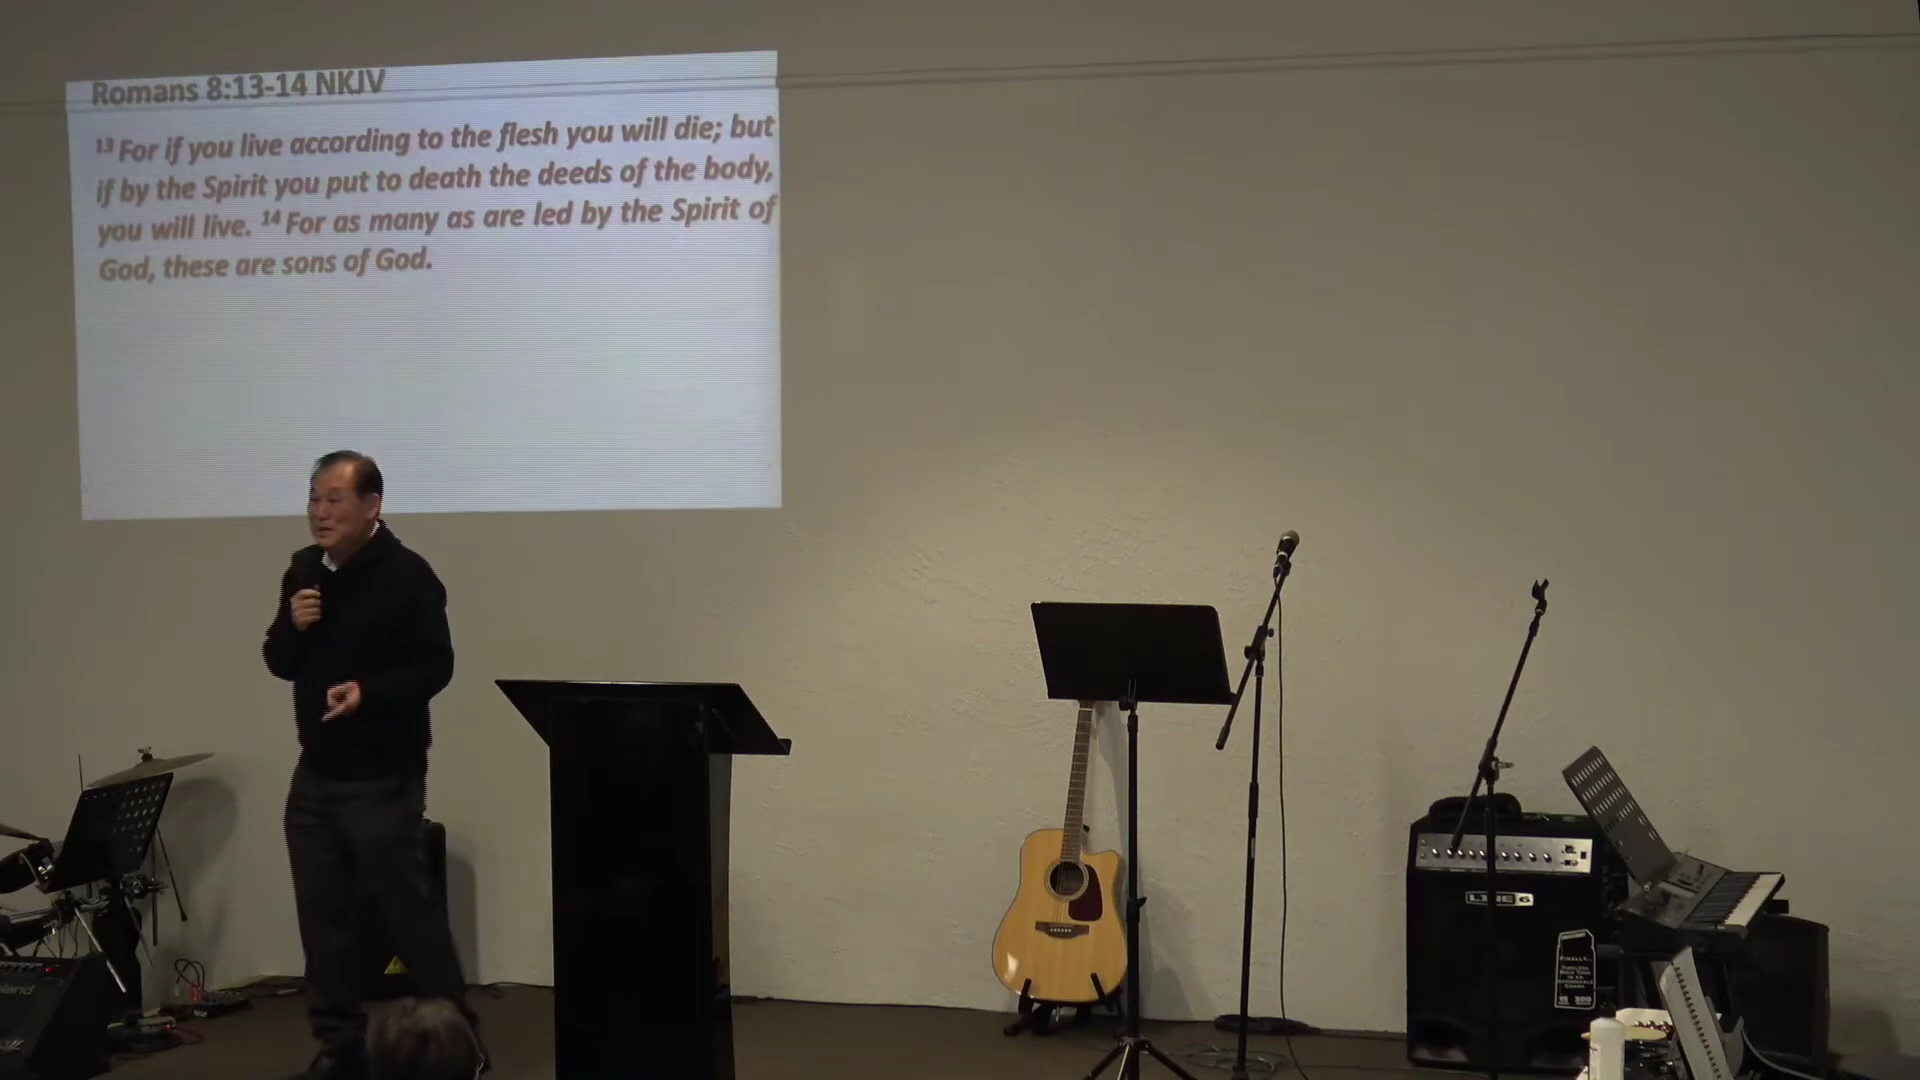 Romans 8:13-14 NKJV
13 For if you live according to the flesh you will die; but
if by the Spirit you put to death the deeds of the body,
you will live. 14 For as many as are led by the Spirit of
God, these are sons of God.
LINE 6
FINALLY...
Roland